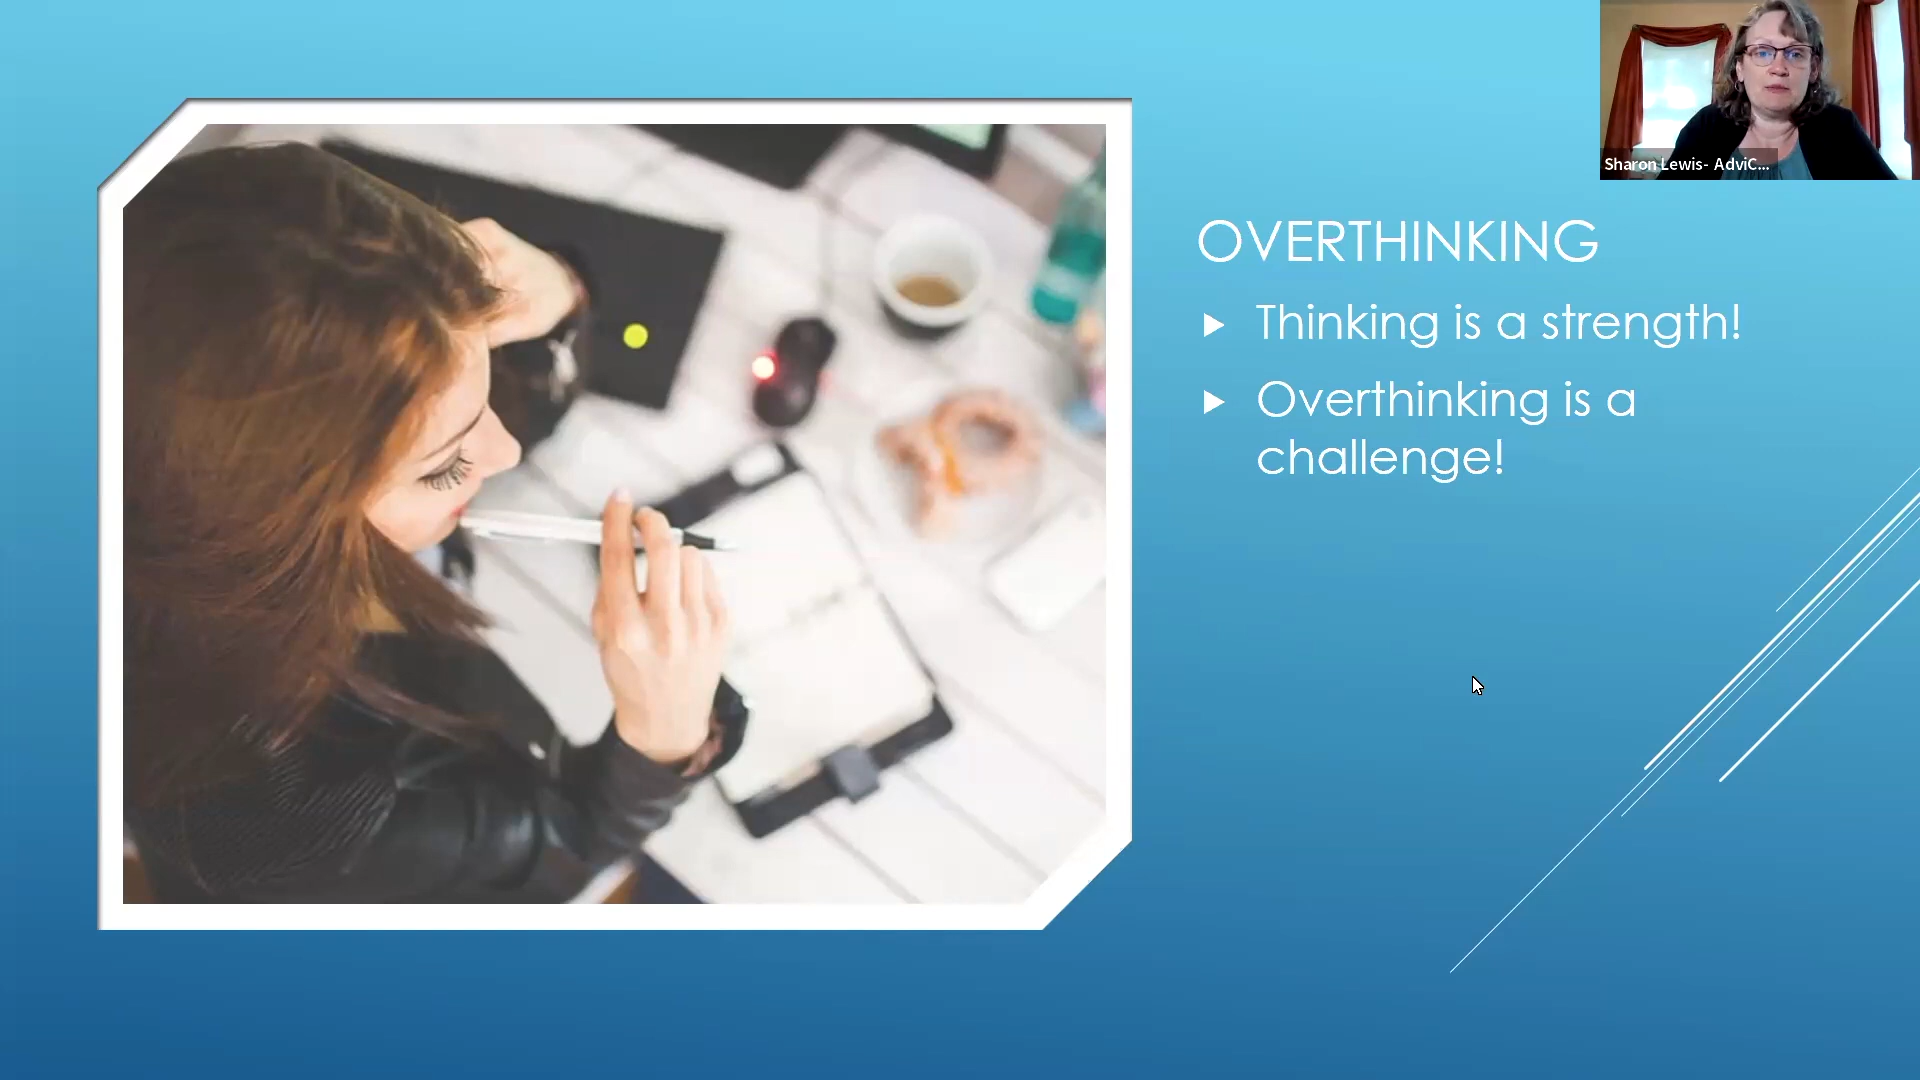 Sharon Lewis- AdviC...
OVERTHINKING
Thinking is a strength!
Overthinking is a
challenge!